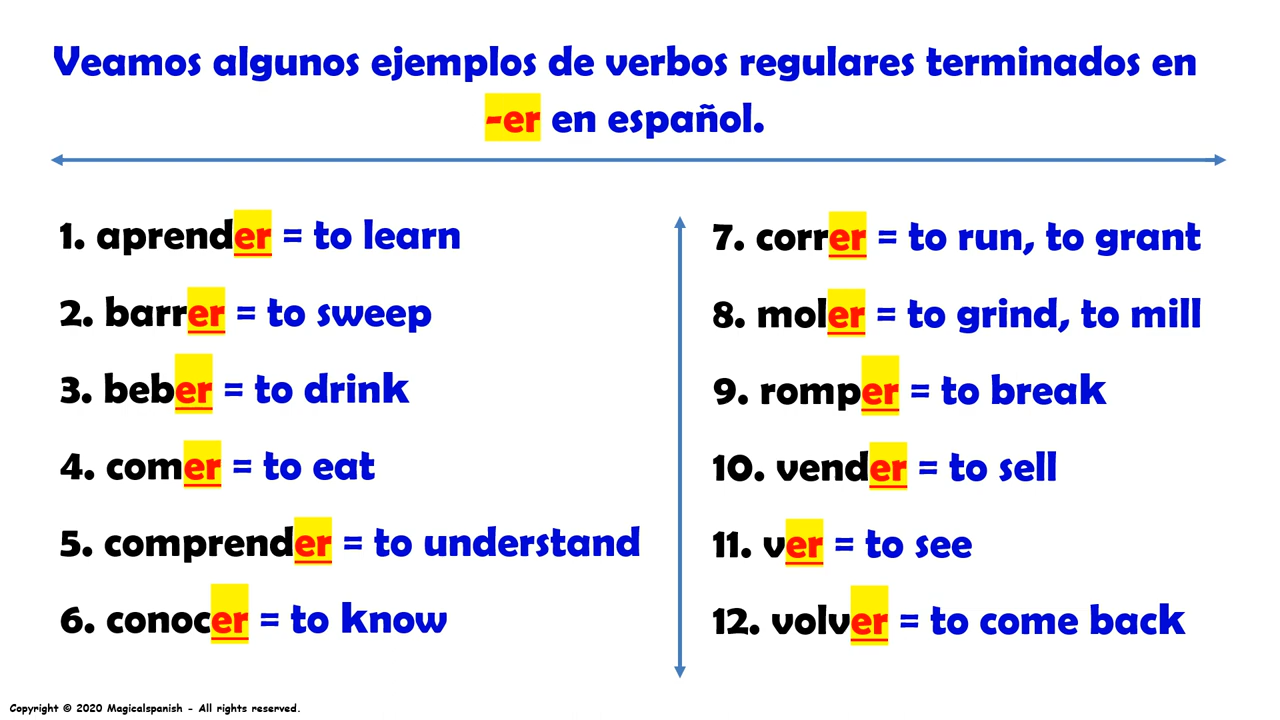 Veamos algunos ejemplos de verbos regulares terminados en
-er en español.
1. aprender = to learn
2. barrer = to sweep
3. beber = to drink
4. comer = to eat
5. comprender = to understand
6. conocer = to know
7. correr = to run, to grant
8. moler = to grind, to mill
9. romper = to break
10. vender = to sell
11. ver = to see
12. volver = to come back
Copyright © 2020 Magicalspanish - All rights reserved.